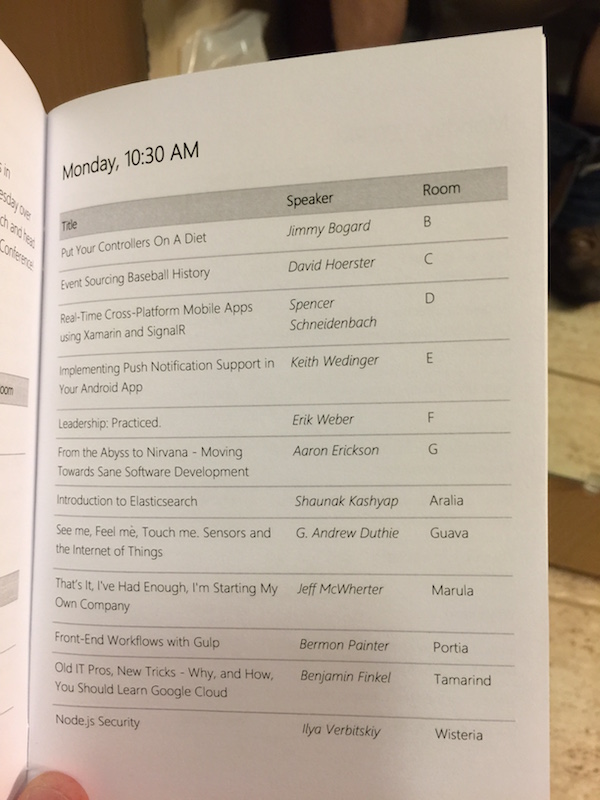 s in
esday over
ch and head
Conference!
oom
Monday, 10:30 AM
Title Speaker Room
Put Your Controllers On A Diet Jimmy Bogard B
Event Sourcing Baseball History David Hoerster C
Real-Time Cross-Platform Mobile Apps Spencer D
using Xamarin and SignalR Schneidenbach
Implementing Push Notification Support in Keith Wedinger E
Your Android App
Leadership: Practiced. Erik Weber F
From the Abyss to Nirvana - Moving Aaron Erickson G
Towards Sane Software Development
Introduction to Elasticsearch Shaunak Kashyap Aralia
See me, Feel me, Touch me. Sensors and G. Andrew Duthie Guava
the Internet of Things
That's It, I've Had Enough, I'm Starting My Jeff McWherter Marula
Own Company
Front-End Workflows with Gulp Bermon Painter Portia
Old IT Pros, New Tricks - Why, and How, Benjamin Finkel Tamarind
You Should Learn Google Cloud
Node.js Security Ilya Verbitskiy Wisteria